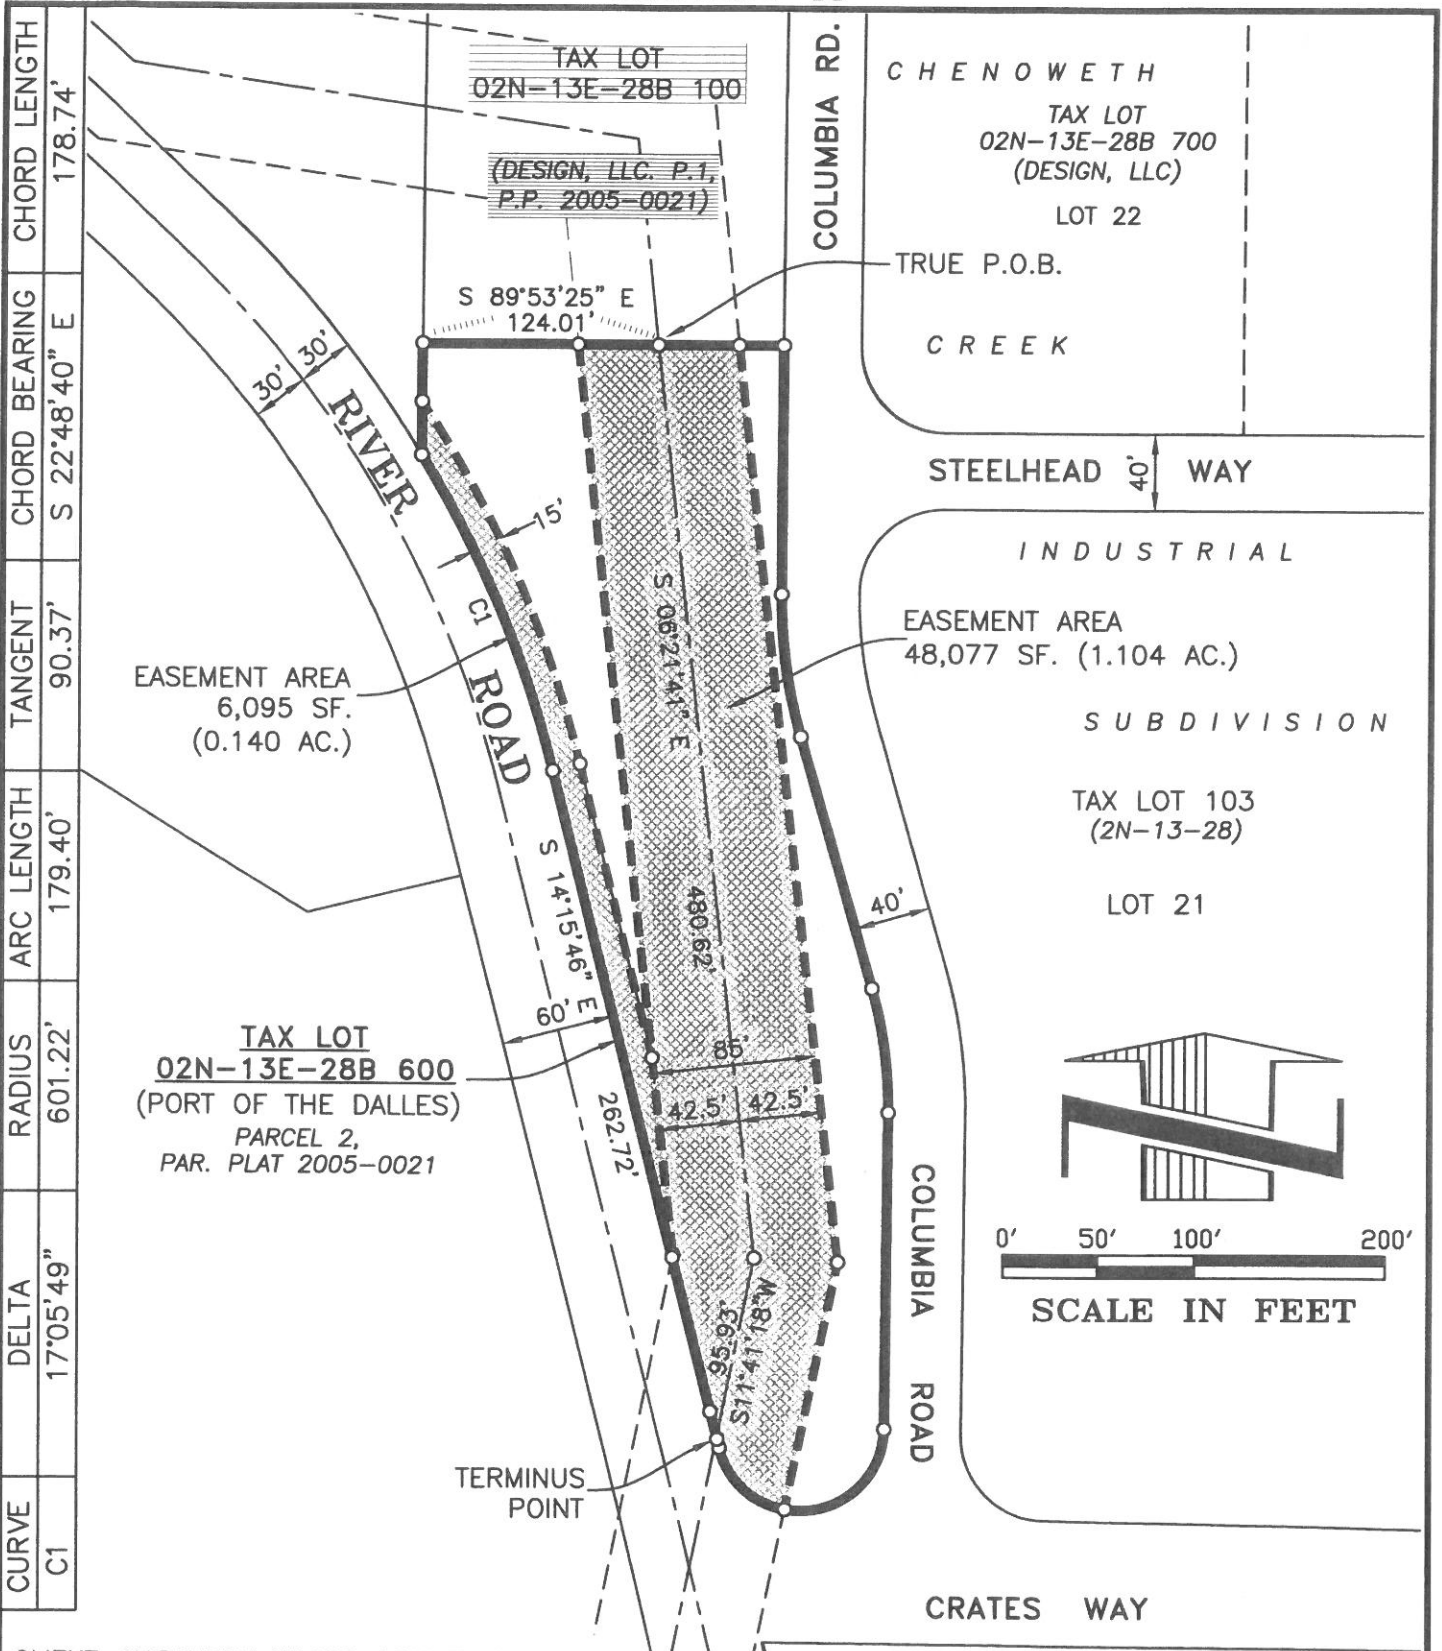 TAX LOT
02N-13E-28B 100
(DESIGN, LLC. P.1,
P.P. 2005-0021)
COLUMBIA RD.
CHENOWETH
TAX LOT
02N-13E-28B 700
(DESIGN, LLC)
LOT 22
TRUE P.O.B.
CREEK
S 89°53'25" E
124.01'
30'
30'
RIVER
ROAD
STEELHEAD WAY
40'
INDUSTRIAL
15'
C1
S 06°21'41" E
480.62'
EASEMENT AREA
48,077 SF. (1.104 AC.)
EASEMENT AREA
6,095 SF.
(0.140 AC.)
SUBDIVISION
TAX LOT 103
(2N-13-28)
LOT 21
40'
S 14°15'46" E
262.72'
60'
TAX LOT
02N-13E-28B 600
(PORT OF THE DALLES)
PARCEL 2,
PAR. PLAT 2005-0021
85'
42.5'
42.5'
COLUMBIA ROAD
0' 50' 100' 200'
SCALE IN FEET
95.93'
S11°41'18"W
TERMINUS
POINT
CRATES WAY
CURVE DELTA RADIUS ARC LENGTH TANGENT CHORD BEARING CHORD LENGTH
C1 17°05'49" 601.22' 179.40' 90.37' S 22°48'40" E 178.74'